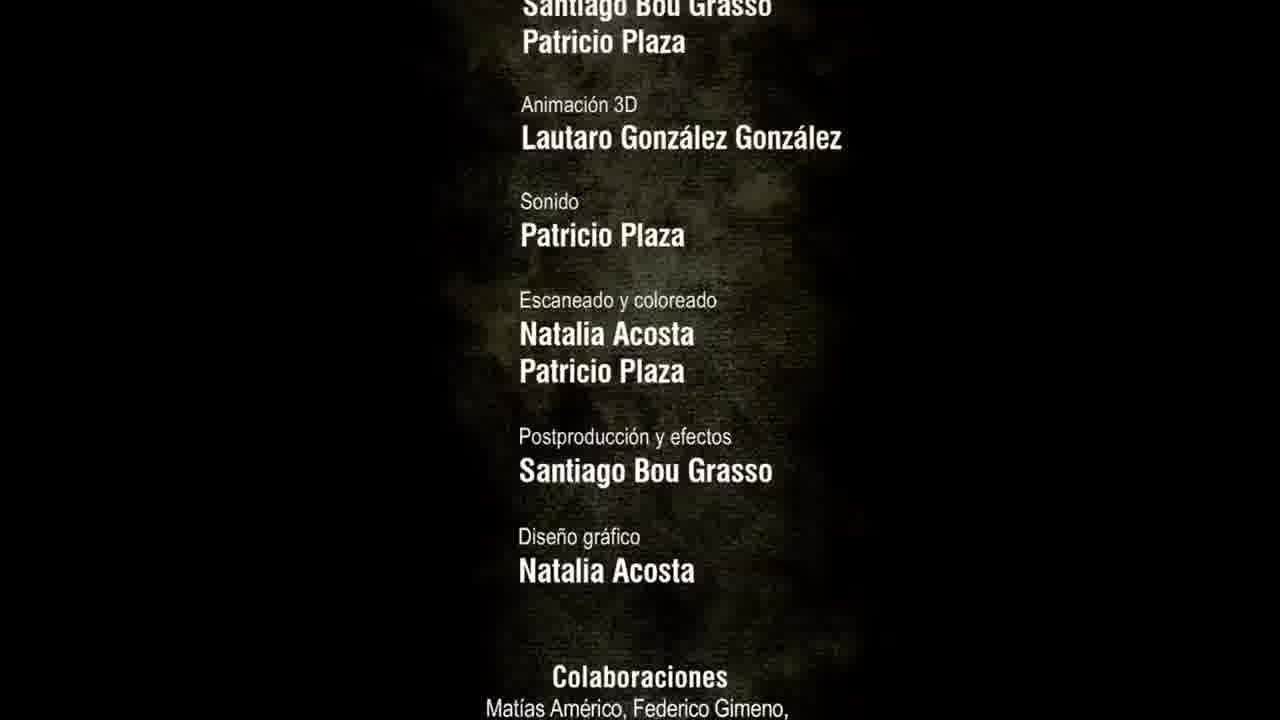 Santiago Bou Grasso
Patricio Plaza
Animación 3D
Lautaro González González
Sonido
Patricio Plaza
Escaneado y coloreado
Natalia Acosta
Patricio Plaza
Postproducción y efectos
Santiago Bou Grasso
Diseño gráfico
Natalia Acosta
Colaboraciones
Matías Américo, Federico Gimeno,